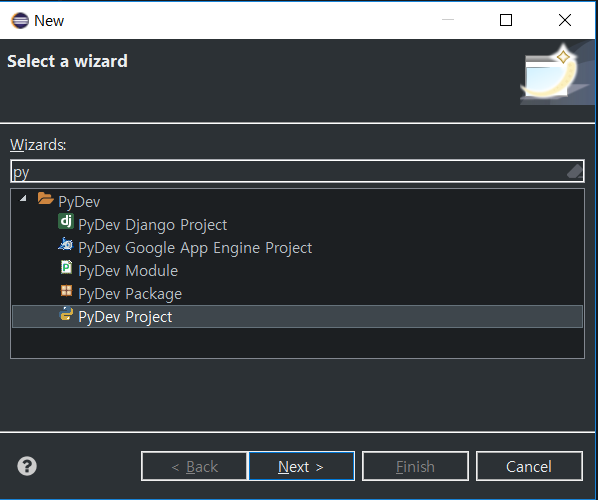 New
Select a wizard
Wizards:
py
PyDev
PyDev Django Project
PyDev Google App Engine Project
PyDev Module
PyDev Package
PyDev Project
< Back
Next >
Finish
Cancel